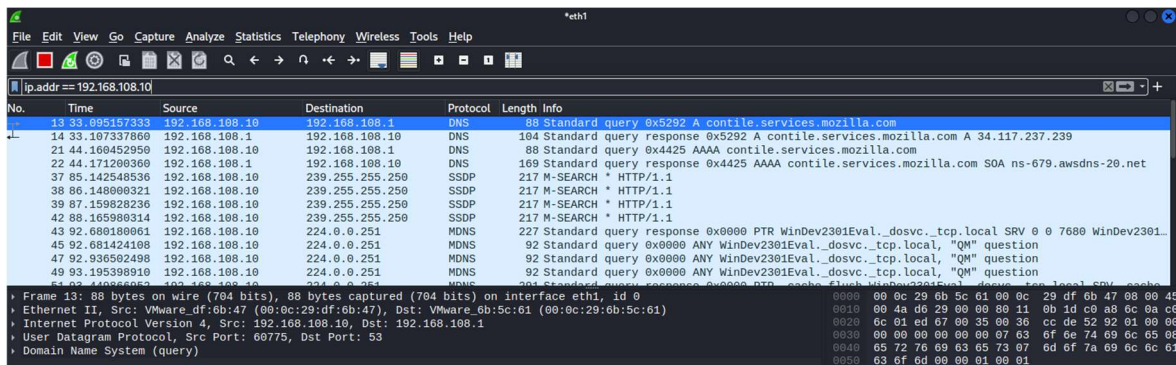 *eth1
File Edit View Go Capture Analyze Statistics Telephony Wireless Tools Help
ip.addr == 192.168.108.10
No. Time Source Destination Protocol Length Info
13 33.095157333 192.168.108.10 192.168.108.1 DNS 88 Standard query 0x5292 A contile.services.mozilla.com
14 33.107337860 192.168.108.1 192.168.108.10 DNS 104 Standard query response 0x5292 A contile.services.mozilla.com A 34.117.237.239
21 44.160452950 192.168.108.10 192.168.108.1 DNS 88 Standard query 0x4425 AAAA contile.services.mozilla.com
22 44.171200360 192.168.108.1 192.168.108.10 DNS 169 Standard query response 0x4425 AAAA contile.services.mozilla.com SOA ns-679.awsdns-20.net
37 85.142548536 192.168.108.10 239.255.255.250 SSDP 217 M-SEARCH * HTTP/1.1
38 86.148000321 192.168.108.10 239.255.255.250 SSDP 217 M-SEARCH * HTTP/1.1
39 87.159828236 192.168.108.10 239.255.255.250 SSDP 217 M-SEARCH * HTTP/1.1
42 88.165980314 192.168.108.10 239.255.255.250 SSDP 217 M-SEARCH * HTTP/1.1
43 92.680180061 192.168.108.10 224.0.0.251 MDNS 227 Standard query response 0x0000 PTR WinDev2301Eval._dosvc._tcp.local SRV 0 0 7680 WinDev2301…
45 92.681424108 192.168.108.10 224.0.0.251 MDNS 92 Standard query 0x0000 ANY WinDev2301Eval._dosvc._tcp.local, "QM" question
47 92.936502498 192.168.108.10 224.0.0.251 MDNS 92 Standard query 0x0000 ANY WinDev2301Eval._dosvc._tcp.local, "QM" question
49 93.195398910 192.168.108.10 224.0.0.251 MDNS 92 Standard query 0x0000 ANY WinDev2301Eval._dosvc._tcp.local, "QM" question
Frame 13: 88 bytes on wire (704 bits), 88 bytes captured (704 bits) on interface eth1, id 0
Ethernet II, Src: VMware_df:6b:47 (00:0c:29:df:6b:47), Dst: VMware_6b:5c:61 (00:0c:29:6b:5c:61)
Internet Protocol Version 4, Src: 192.168.108.10, Dst: 192.168.108.1
User Datagram Protocol, Src Port: 60775, Dst Port: 53
Domain Name System (query)
0000 00 0c 29 6b 5c 61 00 0c 29 df 6b 47 08 00 45
0010 00 4a d6 29 00 00 80 11 0b 1d c0 a8 6c 0a c0
0020 6c 01 ed 67 00 35 00 36 cc de 52 92 01 00 00
0030 00 00 00 00 00 00 07 63 6f 6e 74 69 6c 65 08
0040 65 72 76 69 63 65 73 07 6d 6f 7a 69 6c 6c 61
0050 63 6f 6d 00 00 01 00 01